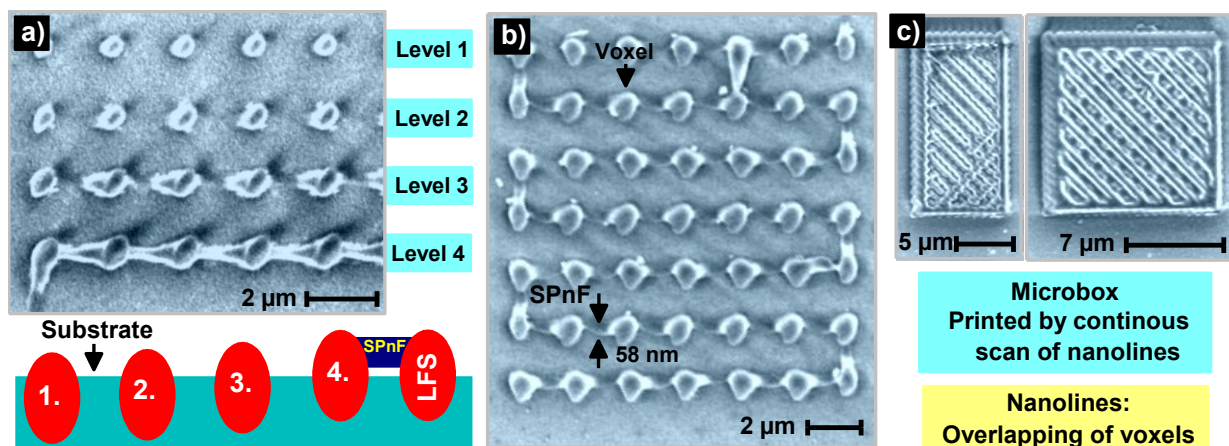 a)
Level 1
Level 2
Level 3
Level 4
2 µm
Substrate
1.
2.
3.
4.
SPnF
LFS
b)
Voxel
SPnF
58 nm
2 µm
c)
5 µm
7 µm
Microbox
Printed by continous
scan of nanolines
Nanolines:
Overlapping of voxels